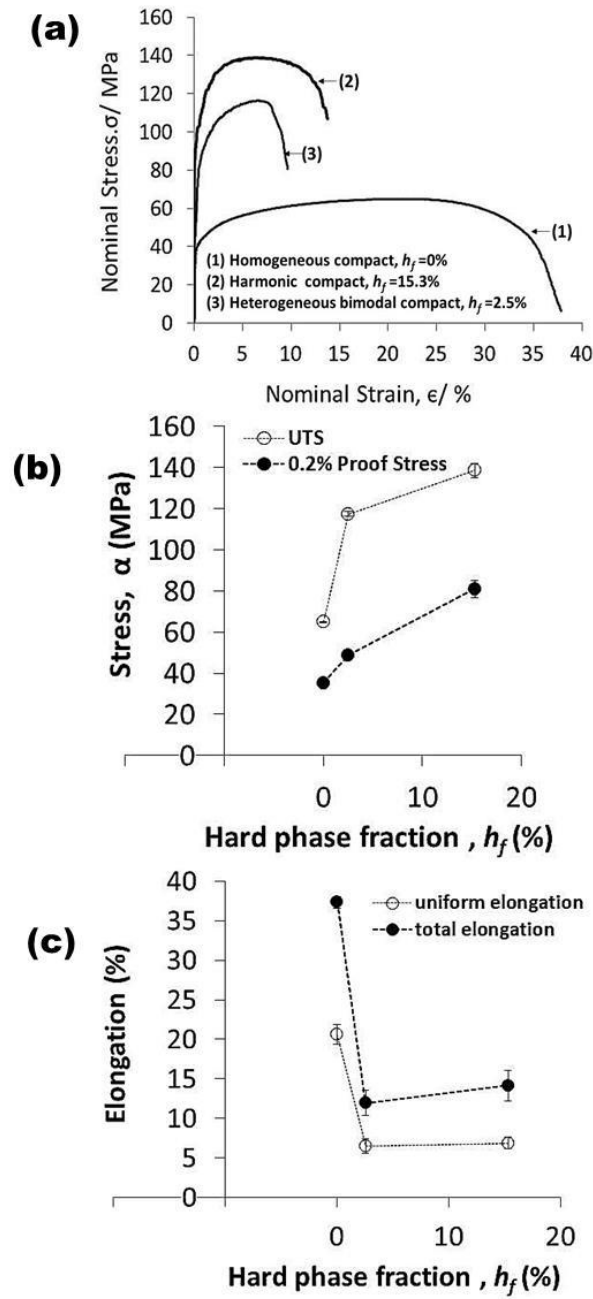 (a)
160
140
120
100
80
60
40
20
0
Nominal Stress.σ/ MPa
(2)
(3)
(1)
(1) Homogeneous compact, hf =0%
(2) Harmonic compact, hf =15.3%
(3) Heterogeneous bimodal compact, hf =2.5%
0 5 10 15 20 25 30 35 40
Nominal Strain, ϵ/ %
(b)
160
140
120
100
80
60
40
20
0
Stress, α (MPa)
UTS
0.2% Proof Stress
0 10 20
Hard phase fraction , hf (%)
(c)
40
35
30
25
20
15
10
5
0
Elongation (%)
uniform elongation
total elongation
0 10 20
Hard phase fraction , hf (%)